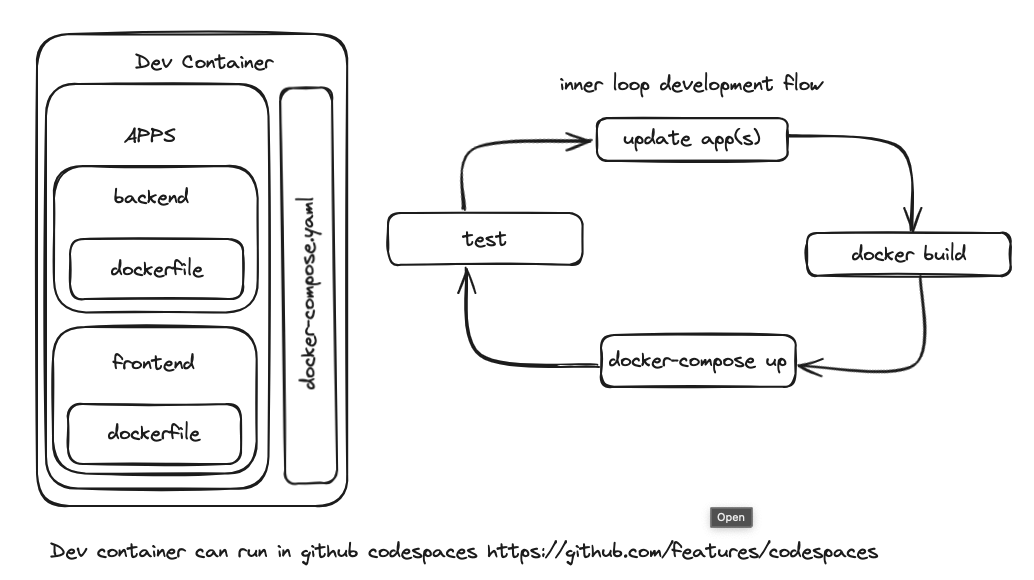 Dev Container
APPS
backend
dockerfile
frontend
dockerfile
docker-compose.yaml
inner loop development flow
update app(s)
docker build
docker-compose up
test
Open
Dev container can run in github codespaces https://github.com/features/codespaces